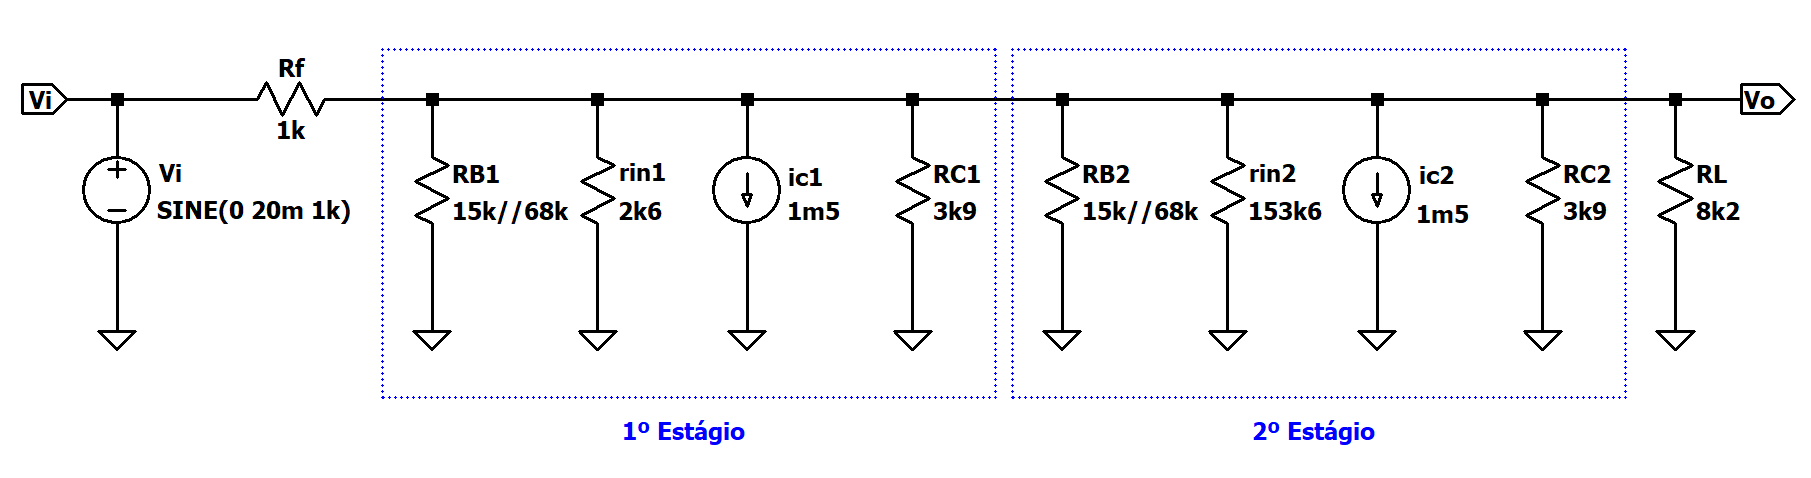 Vi
Rf
1k
Vi
SINE(0 20m 1k)
RB1
15k//68k
rin1
2k6
ic1
1m5
RC1
3k9
RB2
15k//68k
rin2
153k6
ic2
1m5
RC2
3k9
RL
8k2
Vo
1º Estágio
2º Estágio